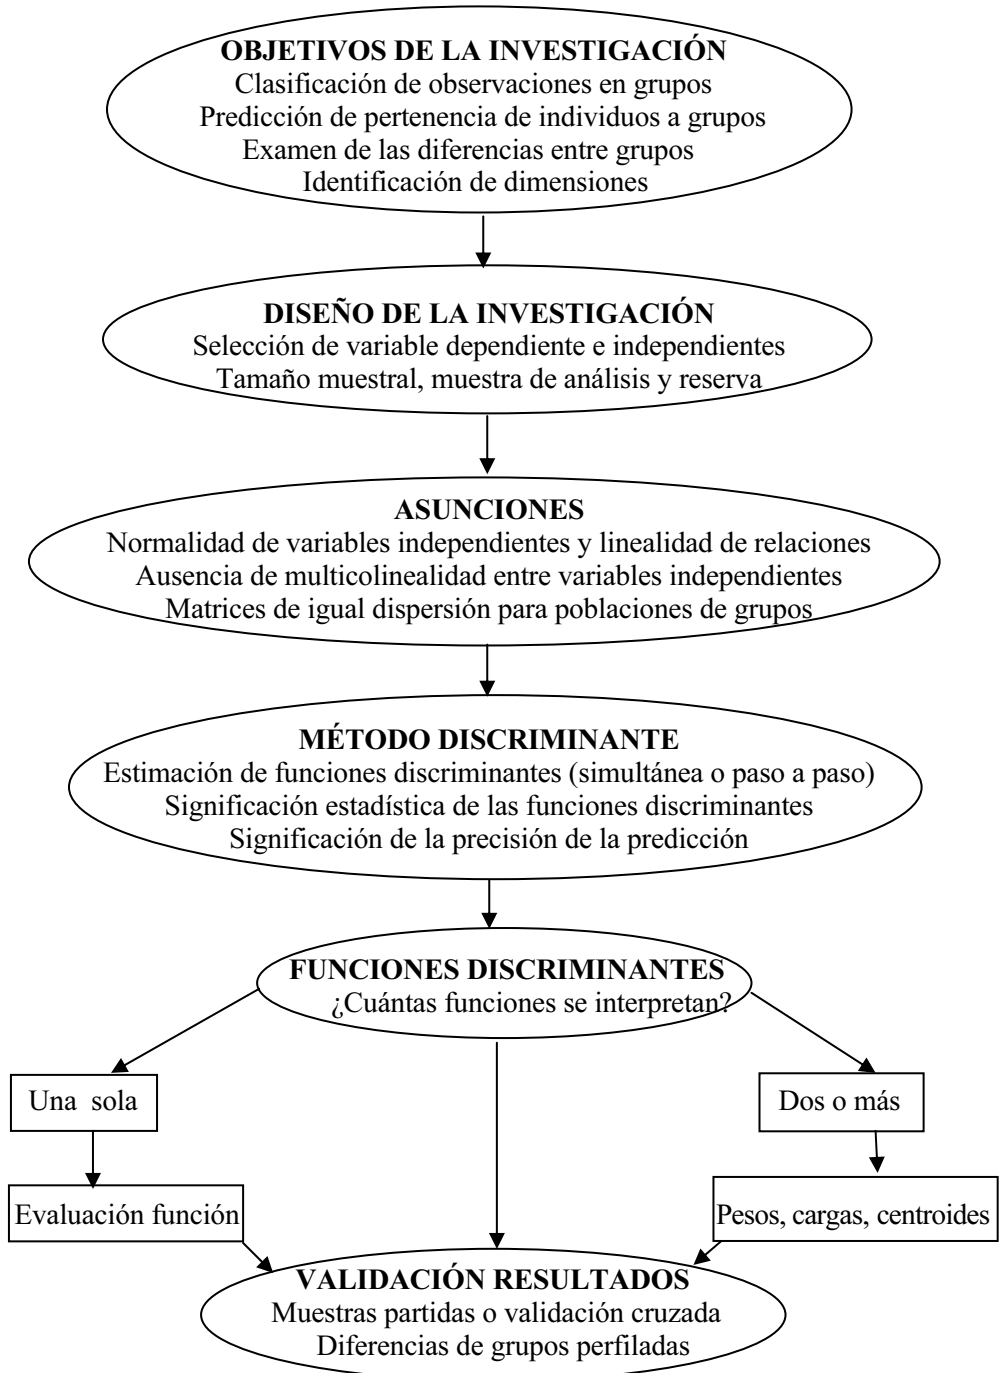 OBJETIVOS DE LA INVESTIGACIÓN
Clasificación de observaciones en grupos
Predicción de pertenencia de individuos a grupos
Examen de las diferencias entre grupos
Identificación de dimensiones
DISEÑO DE LA INVESTIGACIÓN
Selección de variable dependiente e independientes
Tamaño muestral, muestra de análisis y reserva
ASUNCIONES
Normalidad de variables independientes y linealidad de relaciones
Ausencia de multicolinealidad entre variables independientes
Matrices de igual dispersión para poblaciones de grupos
MÉTODO DISCRIMINANTE
Estimación de funciones discriminantes (simultánea o paso a paso)
Significación estadística de las funciones discriminantes
Significación de la precisión de la predicción
FUNCIONES DISCRIMINANTES
¿Cuántas funciones se interpretan?
Una sola
Dos o más
Evaluación función
Pesos, cargas, centroides
VALIDACIÓN RESULTADOS
Muestras partidas o validación cruzada
Diferencias de grupos perfiladas